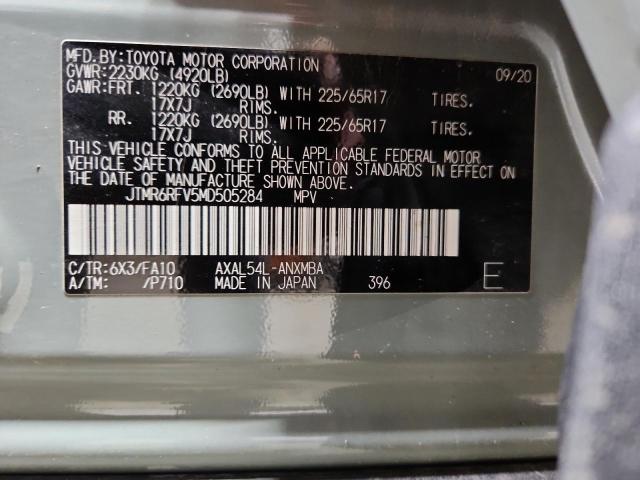 MFD.BY:TOYOTA MOTOR CORPORATION 09/20
GVWR:2230KG (4920LB)
GAWR:FRT. 1220KG (2690LB) WITH 225/65R17 TIRES.
17X7J RIMS.
RR. 1220KG (2690LB) WITH 225/65R17 TIRES.
17X7J RIMS.
THIS VEHICLE CONFORMS TO ALL APPLICABLE FEDERAL MOTOR
VEHICLE SAFETY AND THEFT PREVENTION STANDARDS IN EFFECT ON
THE DATE OF MANUFACTURE SHOWN ABOVE.
JTMR6RFV5MD505284 MPV
C/TR:6X3/FA10 AXAL54L-ANXMBA
A/TM: /P710 MADE IN JAPAN 396 E